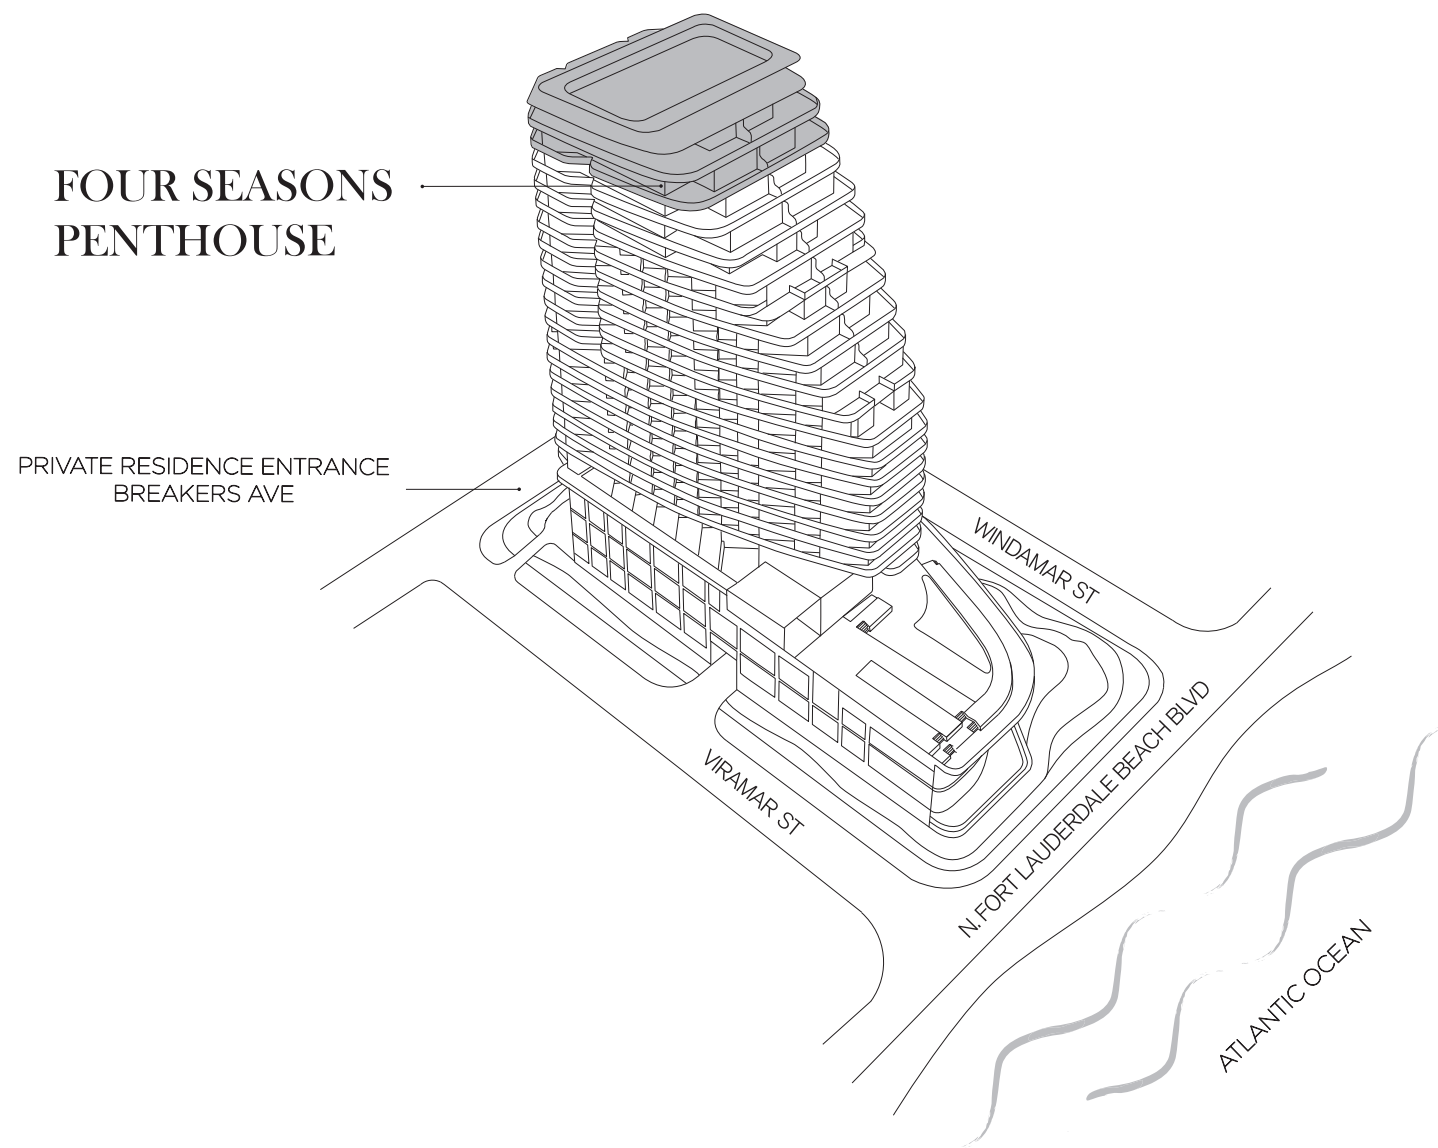 FOUR SEASONS
PENTHOUSE
PRIVATE RESIDENCE ENTRANCE
BREAKERS AVE
WINDAMAR ST
VIRAMAR ST
N. FORT LAUDERDALE BEACH BLVD
ATLANTIC OCEAN